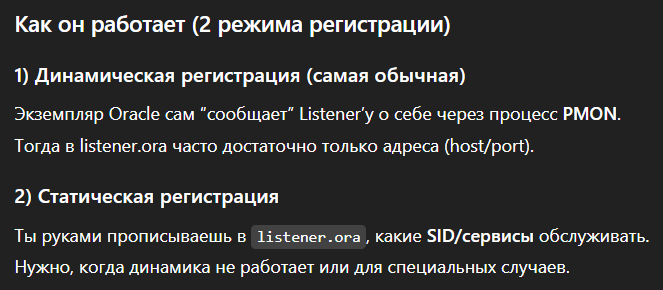 Как он работает (2 режима регистрации)
1) Динамическая регистрация (самая обычная)
Экземпляр Oracle сам “сообщает” Listener’у о себе через процесс PMON.
Тогда в listener.ora часто достаточно только адреса (host/port).
2) Статическая регистрация
Ты руками прописываешь в listener.ora, какие SID/сервисы обслуживать.
Нужно, когда динамика не работает или для специальных случаев.